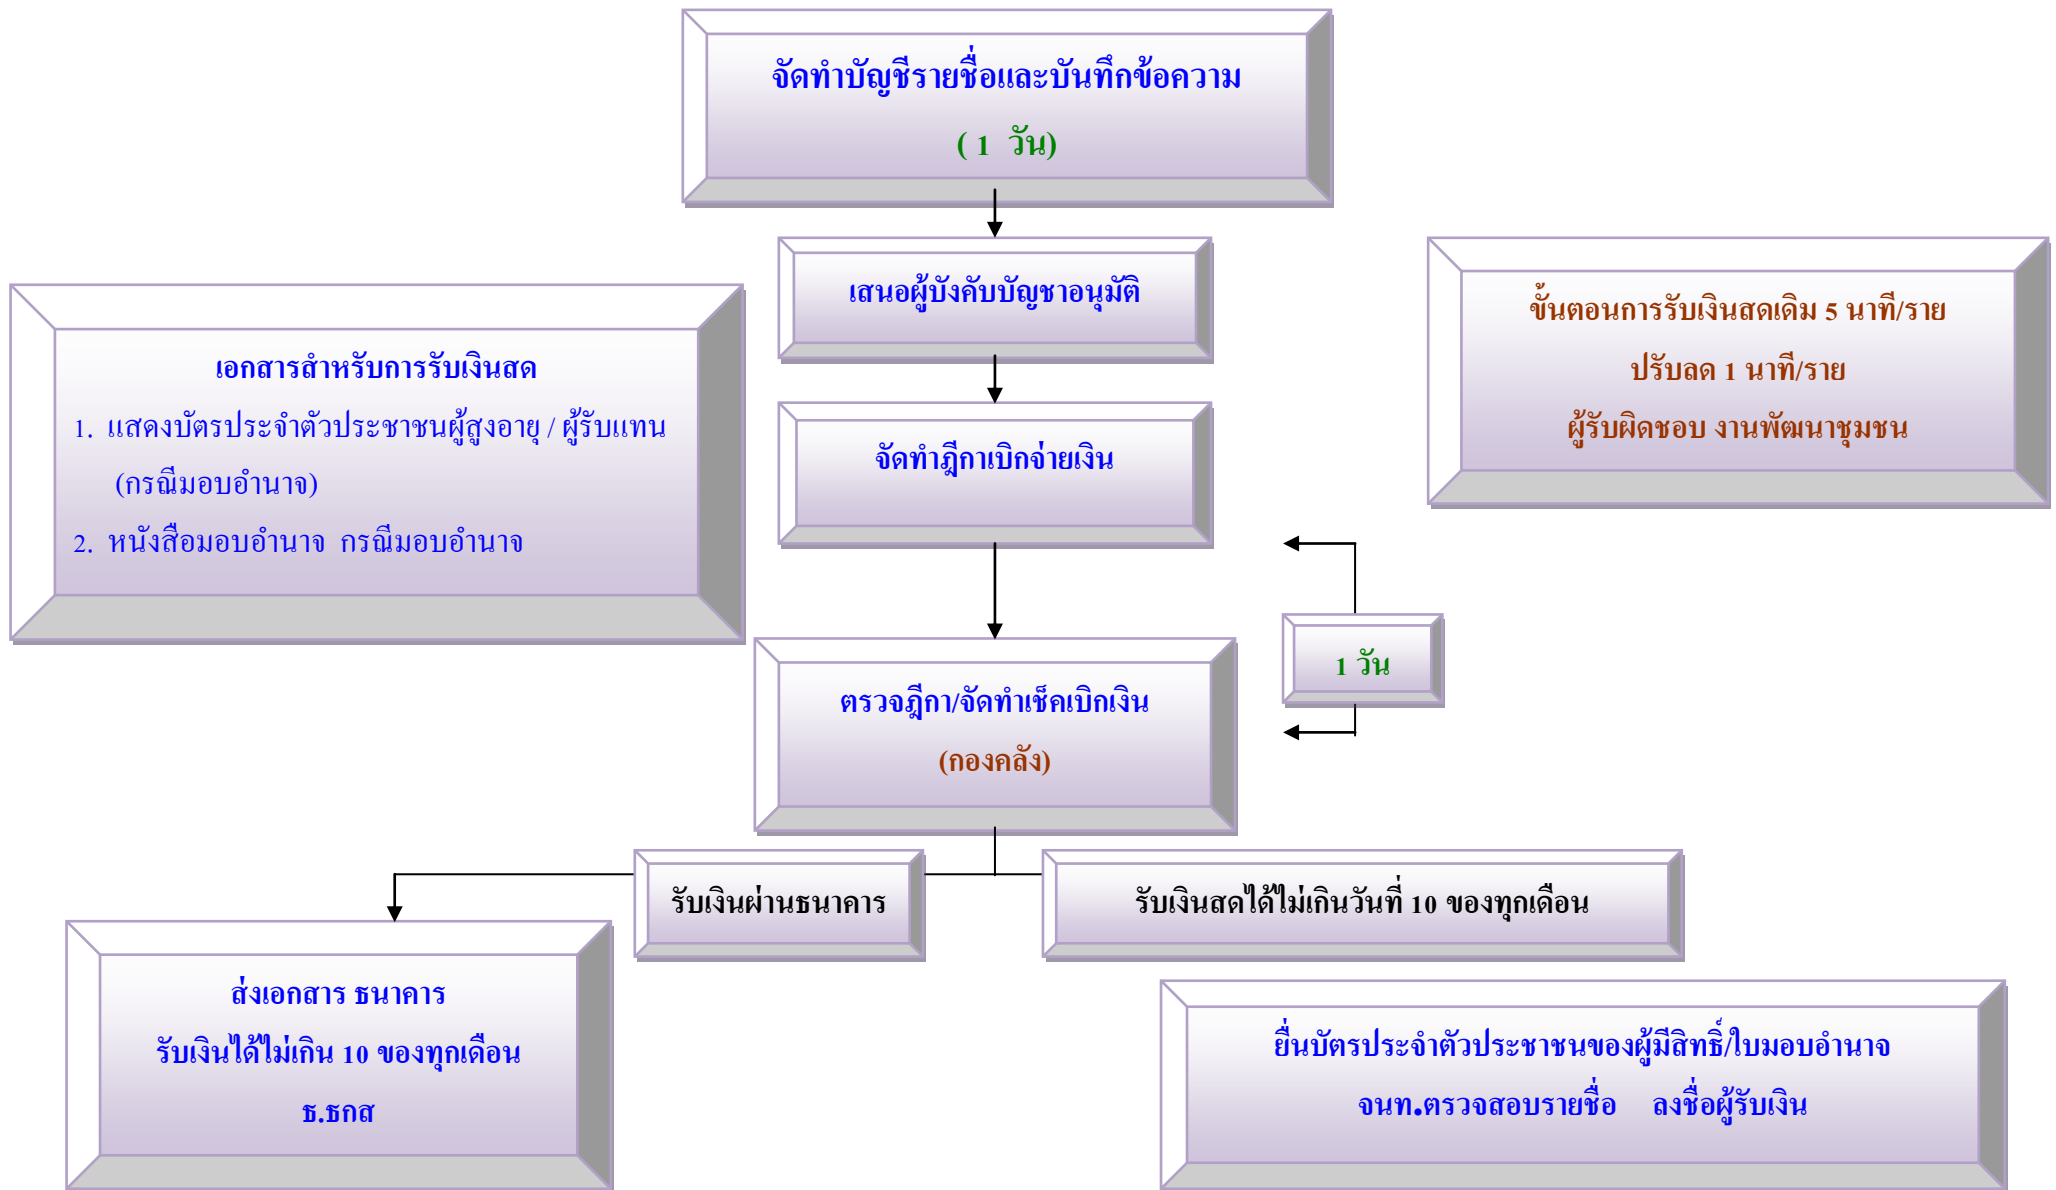 จัดทำบัญชีรายชื่อและบันทึกข้อความ
( 1 วัน)
เสนอผู้บังคับบัญชาอนุมัติ
ขั้นตอนการรับเงินสดเดิม 5 นาที/ราย
ปรับลด 1 นาที/ราย
ผู้รับผิดชอบ งานพัฒนาชุมชน
เอกสารสำหรับการรับเงินสด
1. แสดงบัตรประจำตัวประชาชนผู้สูงอายุ / ผู้รับแทน
(กรณีมอบอำนาจ)
2. หนังสือมอบอำนาจ กรณีมอบอำนาจ
จัดทำฎีกาเบิกจ่ายเงิน
1 วัน
ตรวจฎีกา/จัดทำเช็คเบิกเงิน
(กองคลัง)
รับเงินผ่านธนาคาร
รับเงินสดได้ไม่เกินวันที่ 10 ของทุกเดือน
ส่งเอกสาร ธนาคาร
รับเงินได้ไม่เกิน 10 ของทุกเดือน
ธ.ธกส
ยื่นบัตรประจำตัวประชาชนของผู้มีสิทธิ์/ใบมอบอำนาจ
จนท.ตรวจสอบรายชื่อ ลงชื่อผู้รับเงิน